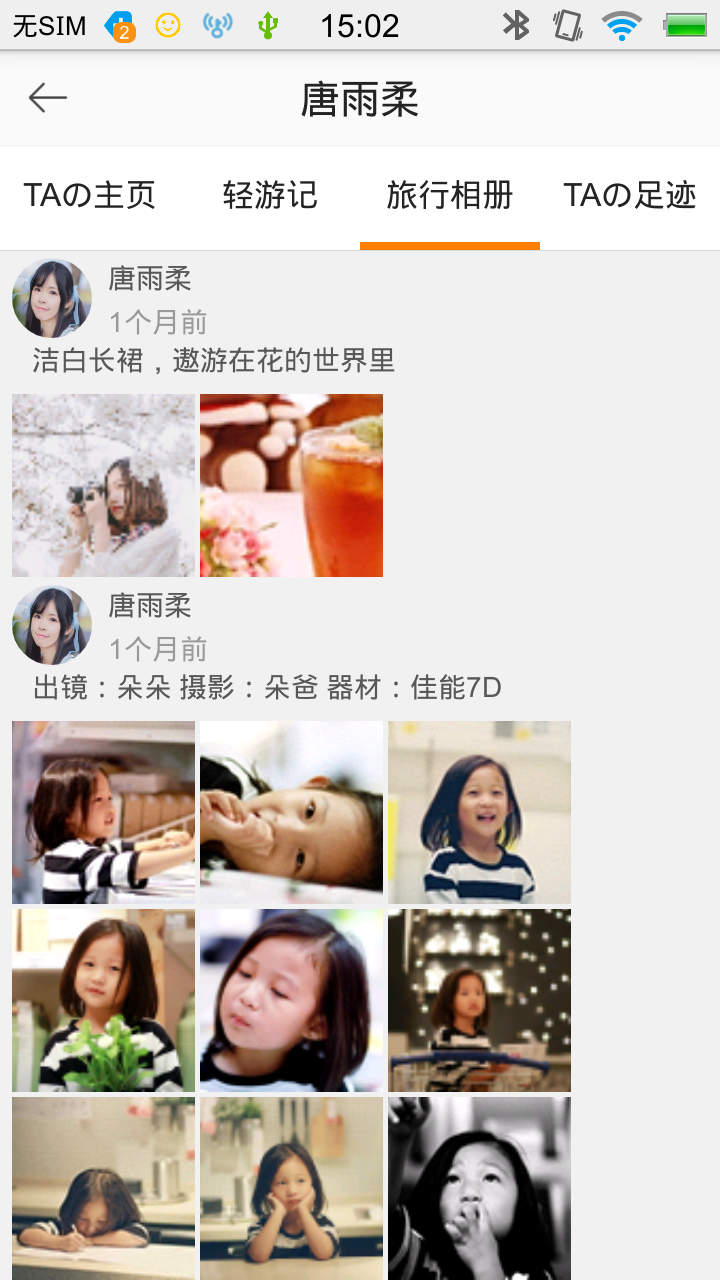 无SIM 2 15:02
唐雨柔
TAの主页 轻游记 旅行相册 TAの足迹
唐雨柔
1个月前
洁白长裙，遨游在花的世界里
唐雨柔
1个月前
出镜：朵朵 摄影：朵爸 器材：佳能7D